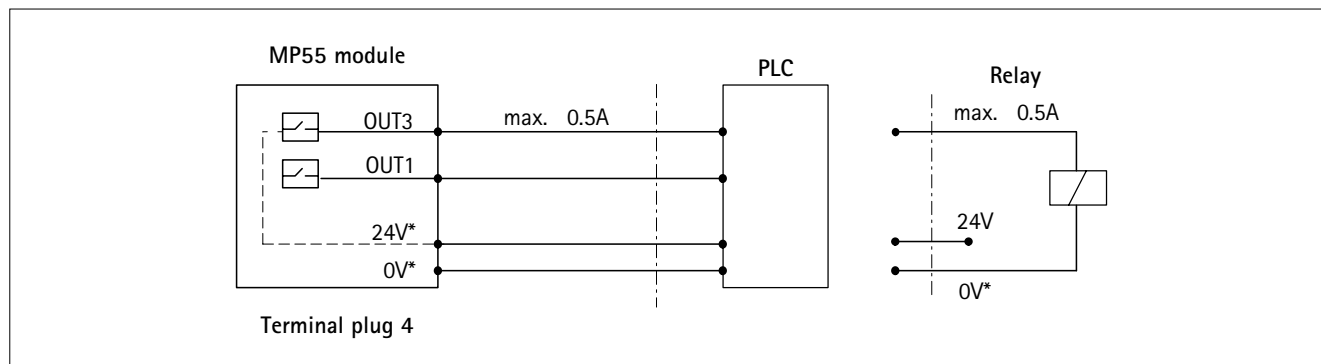 MP55 module
PLC
Relay
OUT3
max. 0.5A
max. 0.5A
OUT1
24V*
24V
0V*
0V*
Terminal plug 4